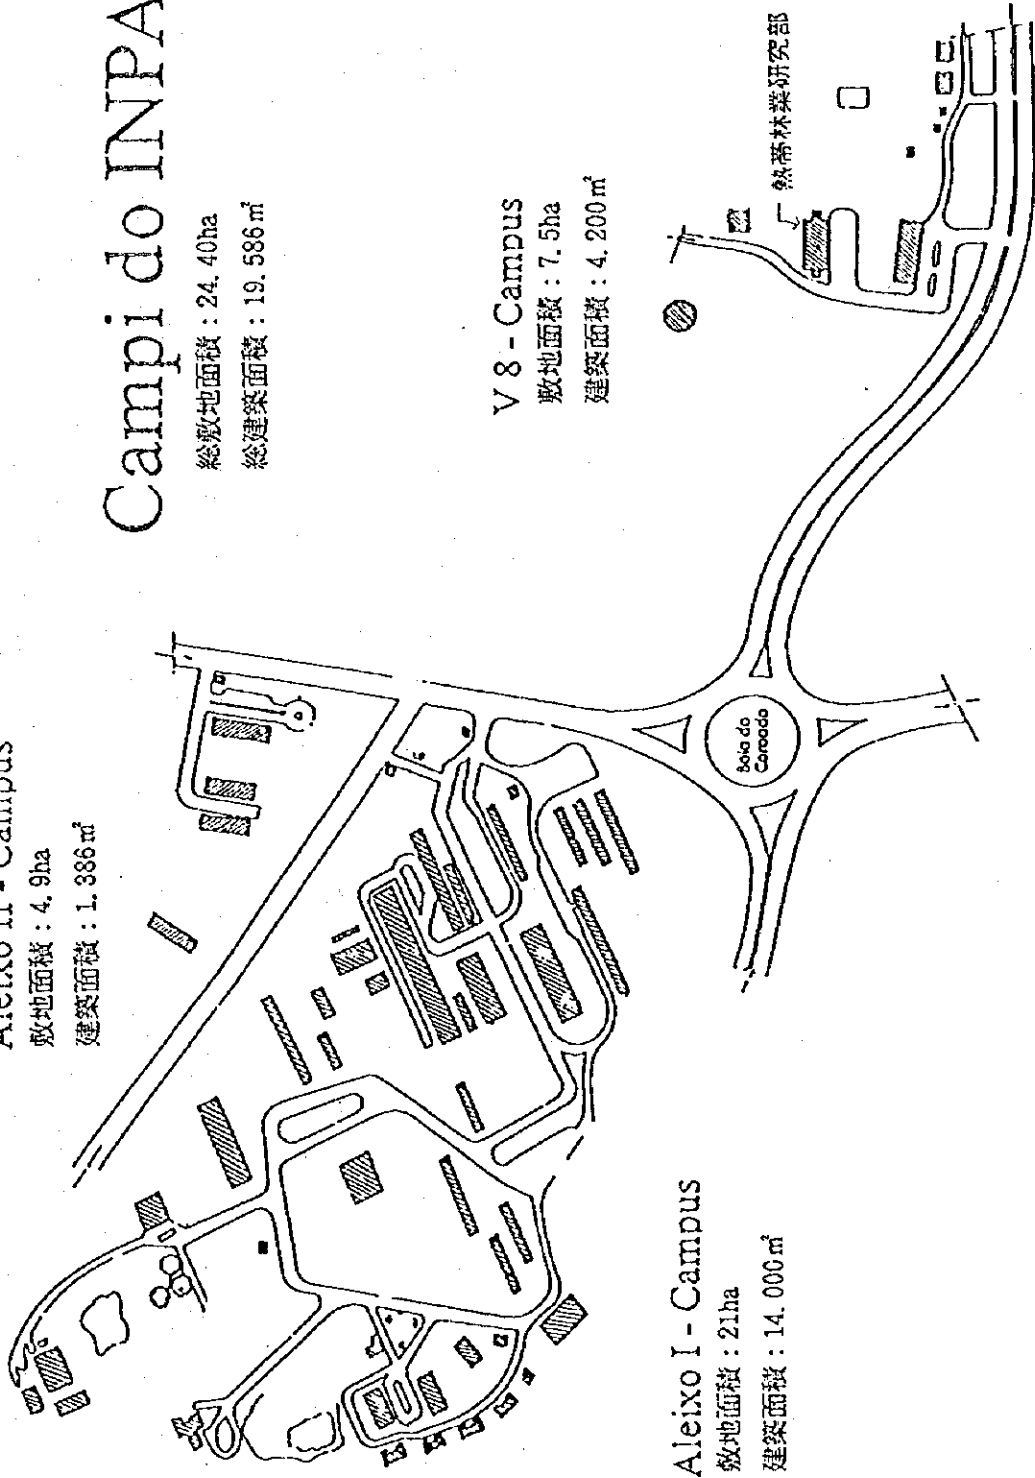 Campi do INPA
総敷地面積 : 24.40ha
総建築面積 : 19.586㎡
Aleixo II - Campus
敷地面積 : 4.9ha
建築面積 : 1.386㎡
V8 - Campus
敷地面積 : 7.5ha
建築面積 : 4.200㎡
熱帯林業研究部
Bola do
Coroado
Aleixo I - Campus
敷地面積 : 21ha
建築面積 : 14.000㎡